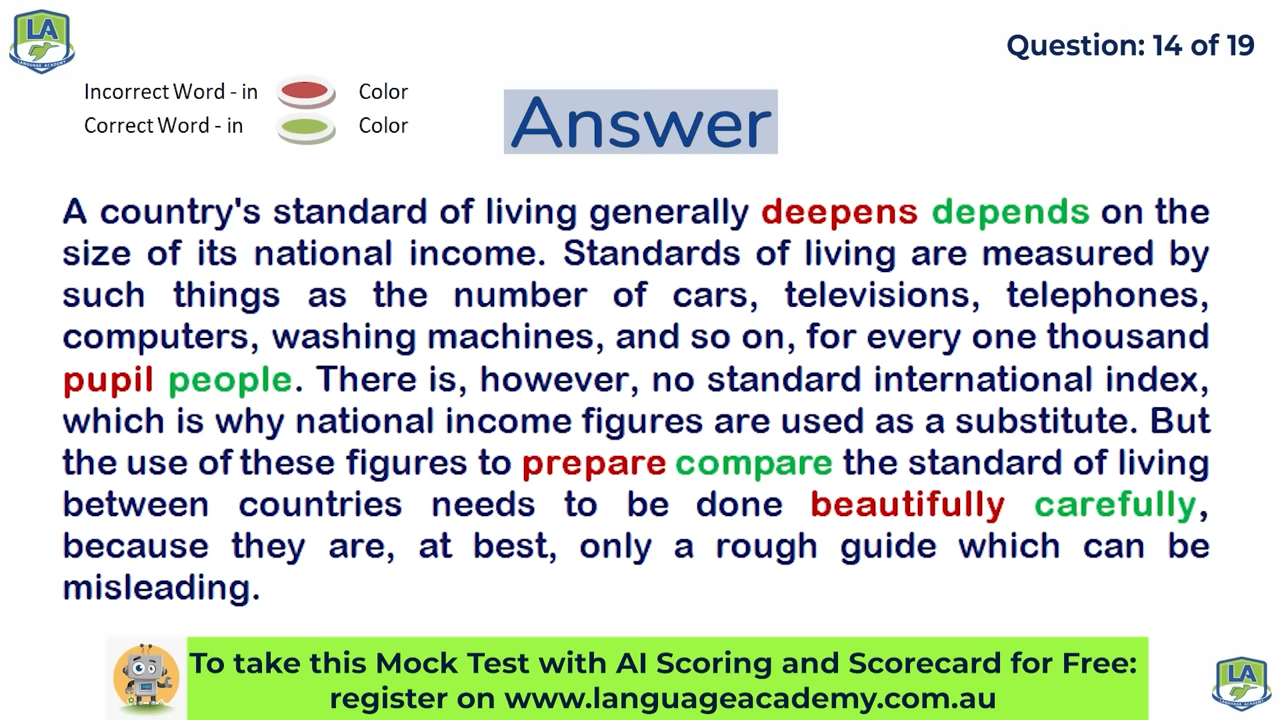 LA
LANGUAGE ACADEMY
Question: 14 of 19
Incorrect Word - in Color
Correct Word - in Color
Answer
A country's standard of living generally deepens depends on the
size of its national income. Standards of living are measured by
such things as the number of cars, televisions, telephones,
computers, washing machines, and so on, for every one thousand
pupil people. There is, however, no standard international index,
which is why national income figures are used as a substitute. But
the use of these figures to prepare compare the standard of living
between countries needs to be done beautifully carefully,
because they are, at best, only a rough guide which can be
misleading.
To take this Mock Test with AI Scoring and Scorecard for Free:
register on www.languageacademy.com.au
LA